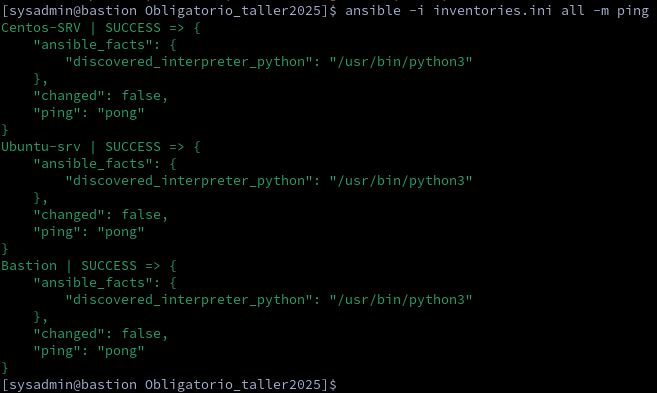 [sysadmin@bastion Obligatorio_taller2025]$ ansible -i inventories.ini all -m ping
Centos-SRV | SUCCESS => {
    "ansible_facts": {
        "discovered_interpreter_python": "/usr/bin/python3"
    },
    "changed": false,
    "ping": "pong"
}
Ubuntu-srv | SUCCESS => {
    "ansible_facts": {
        "discovered_interpreter_python": "/usr/bin/python3"
    },
    "changed": false,
    "ping": "pong"
}
Bastion | SUCCESS => {
    "ansible_facts": {
        "discovered_interpreter_python": "/usr/bin/python3"
    },
    "changed": false,
    "ping": "pong"
}
[sysadmin@bastion Obligatorio_taller2025]$